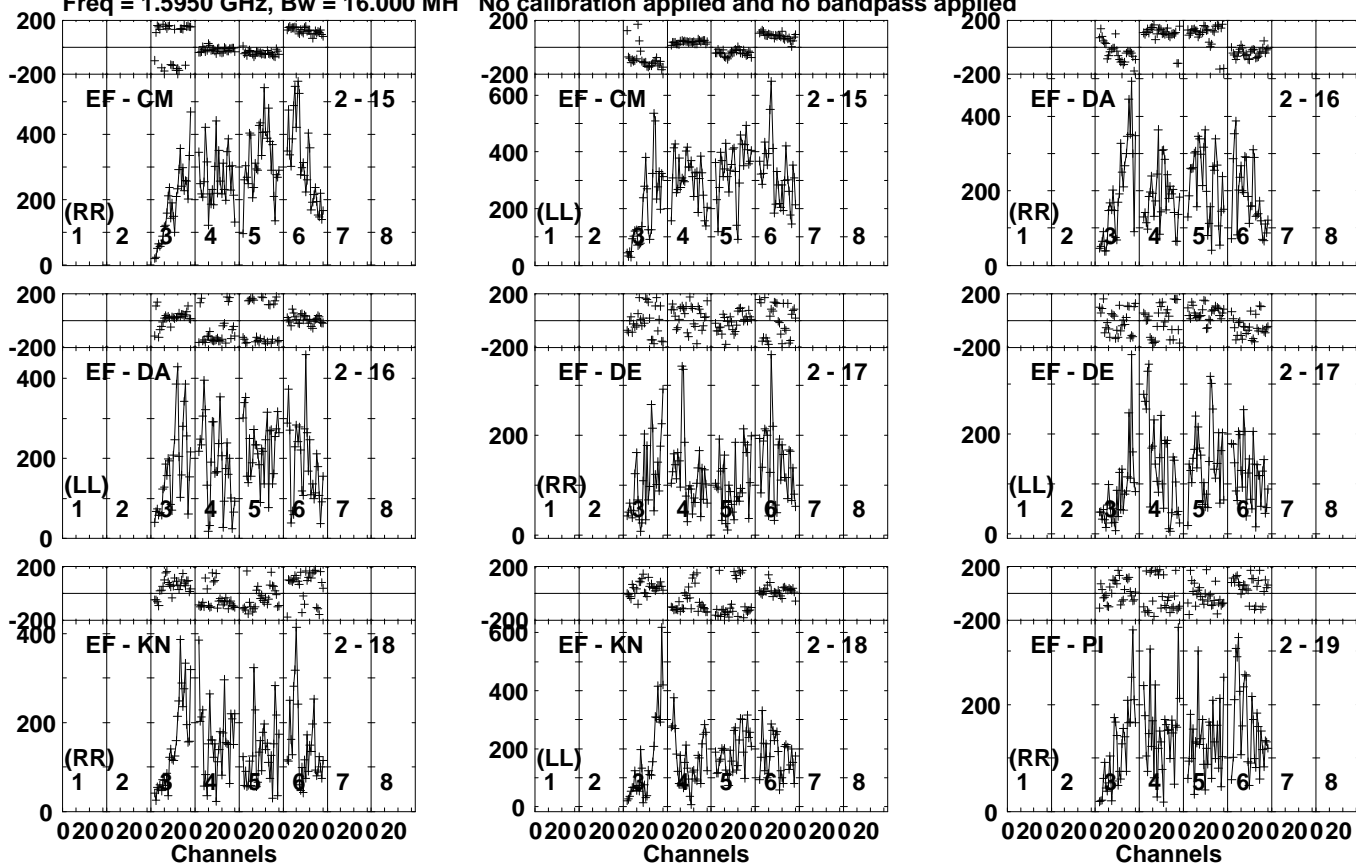 Freq = 1.5950 GHz, Bw = 16.000 MH No calibration applied and no bandpass applied
200 200 200
-200 -200 -200
EF - CM 2 - 15 EF - CM 2 - 15 EF - DA 2 - 16
600
400 400 400
200 200 200
(RR) (LL) (RR)
1 2 3 4 5 6 7 8 1 2 3 4 5 6 7 8 1 2 3 4 5 6 7 8
0 0 0
200 200 200
-200 -200 -200
EF - DA 2 - 16 EF - DE 2 - 17 EF - DE 2 - 17
400
200 200 200
(LL) (RR) (LL)
1 2 3 4 5 6 7 8 1 2 3 4 5 6 7 8 1 2 3 4 5 6 7 8
0 0 0
200 200 200
-200 -200 -200
400 600
EF - KN 2 - 18 EF - KN 2 - 18 EF - PI 2 - 19
400
200 200 200
(RR) (LL) (RR)
1 2 3 4 5 6 7 8 1 2 3 4 5 6 7 8 1 2 3 4 5 6 7 8
0 0 0
0 20 0 20 0 20 0 20 0 20 0 20 0 20 0 20 0 20 0 20 0 20 0 20 0 20 0 20 0 20 0 20 0 20 0 20 0 20 0 20 0 20 0 20 0 20 0 20
Channels Channels Channels